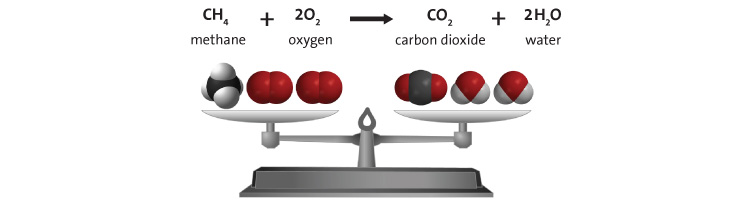 CH₄ + 2O₂ → CO₂ + 2H₂O
methane oxygen carbon dioxide water